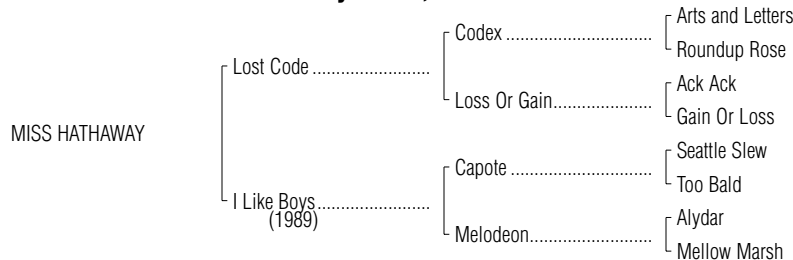 Arts and Letters
Codex
Roundup Rose
Lost Code
Ack Ack
Loss Or Gain
Gain Or Loss
MISS HATHAWAY
Seattle Slew
Capote
Too Bald
I Like Boys
(1989)
Alydar
Melodeon
Mellow Marsh